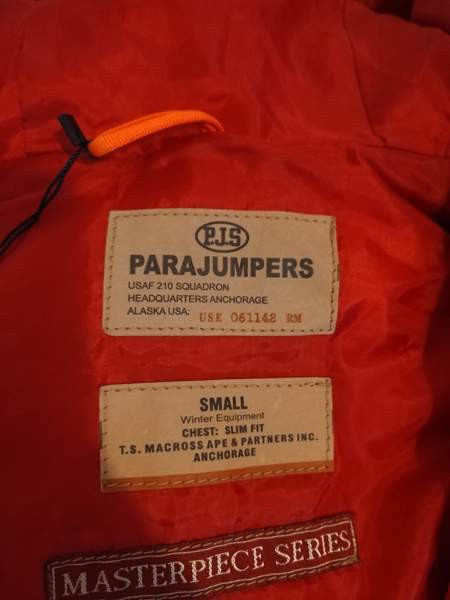 P.J.S
PARAJUMPERS
USAF 210 SQUADRON
HEADQUARTERS ANCHORAGE
ALASKA USA: USE 061142 RM
SMALL
Winter Equipment
CHEST: SLIM FIT
T.S. MACROSS APE & PARTNERS INC.
ANCHORAGE
MASTERPIECE SERIES